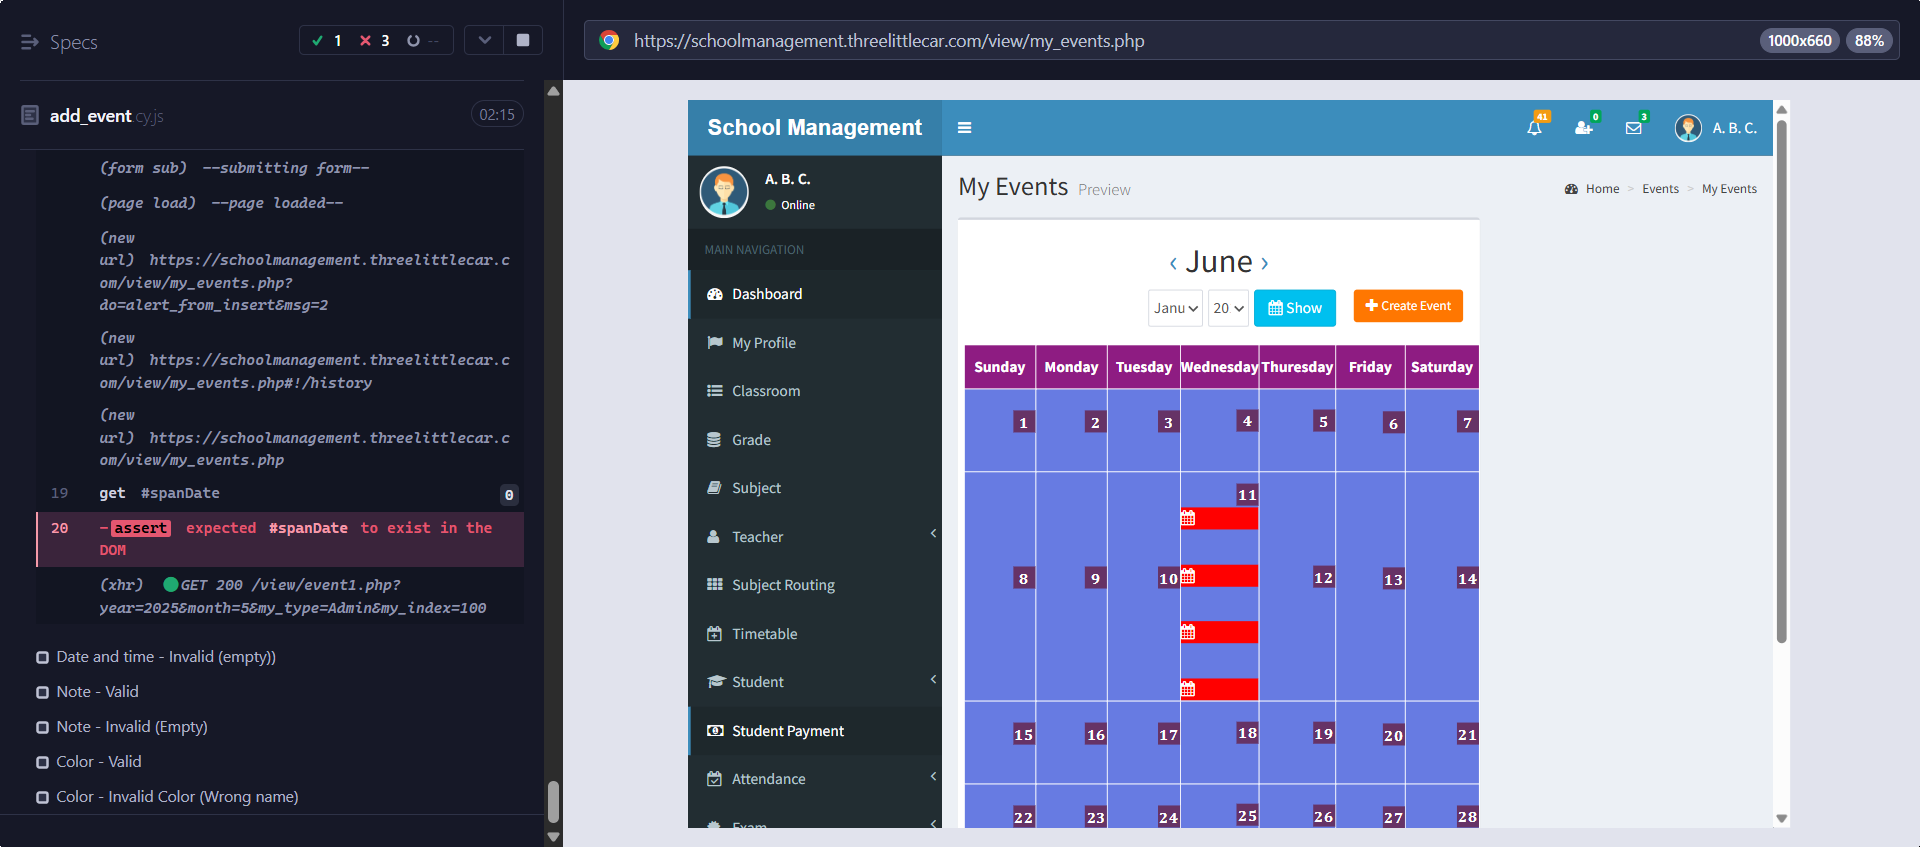 Specs
1
3
--
add_event.cy.js
02:15
(form sub) --submitting form--
(page load) --page loaded--
(new
url) https://schoolmanagement.threelittlecar.c
om/view/my_events.php?
do=alert_from_insert&msg=2
(new
url) https://schoolmanagement.threelittlecar.c
om/view/my_events.php#!/history
(new
url) https://schoolmanagement.threelittlecar.c
om/view/my_events.php
19 get #spanDate 0
20 -assert expected #spanDate to exist in the
DOM
(xhr) GET 200 /view/event1.php?
year=2025&month=5&my_type=Admin&my_index=100
Date and time - Invalid (empty))
Note - Valid
Note - Invalid (Empty)
Color - Valid
Color - Invalid Color (Wrong name)
https://schoolmanagement.threelittlecar.com/view/my_events.php
1000x660
88%
School Management
41
0
3
A. B. C.
A. B. C.
Online
MAIN NAVIGATION
Dashboard
My Profile
Classroom
Grade
Subject
Teacher
Subject Routing
Timetable
Student
Student Payment
Attendance
Exam
My Events Preview
Home > Events > My Events
‹ June ›
Janu
20
Show
Create Event
Sunday Monday Tuesday Wednesday Thuresday Friday Saturday
1 2 3 4 5 6 7
8 9 10 11 12 13 14
15 16 17 18 19 20 21
22 23 24 25 26 27 28